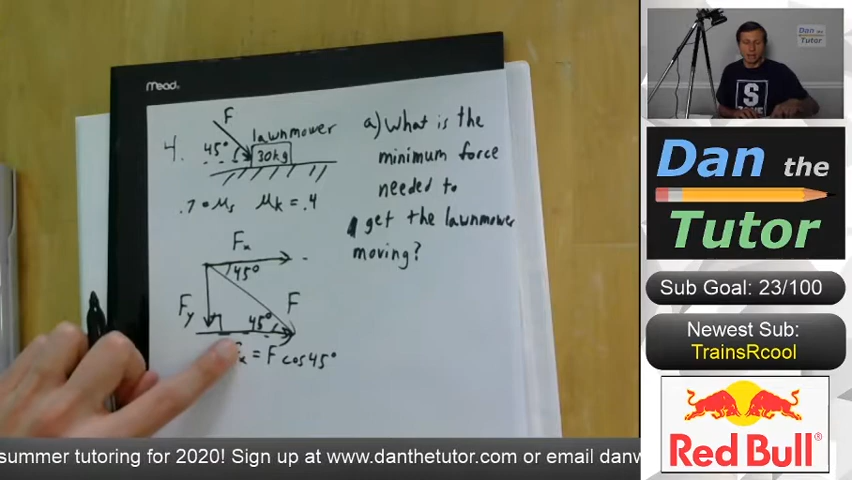 Mead
4.
F
45°
lawnmower
30kg
.7 = μs μk = .4
a) What is the
minimum force
needed to
get the lawnmower
moving?
Fx
45°
Fy
F
45°
= F cos45°
S
Dan the
Tutor
Dan the
Tutor
Sub Goal: 23/100
Newest Sub:
TrainsRcool
Red Bull®
summer tutoring for 2020! Sign up at www.danthetutor.com or email danw